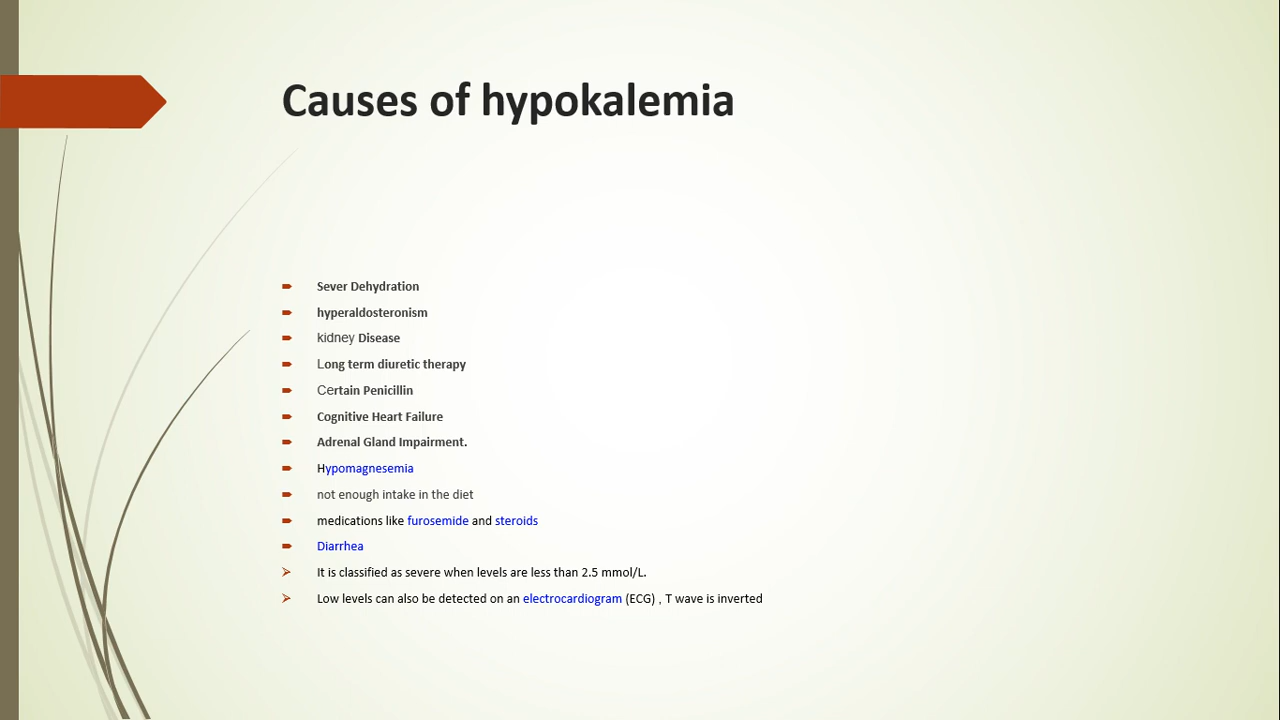 Causes of hypokalemia
Sever Dehydration
hyperaldosteronism
kidney Disease
Long term diuretic therapy
Certain Penicillin
Cognitive Heart Failure
Adrenal Gland Impairment.
Hypomagnesemia
not enough intake in the diet
medications like furosemide and steroids
Diarrhea
It is classified as severe when levels are less than 2.5 mmol/L.
Low levels can also be detected on an electrocardiogram (ECG) , T wave is inverted